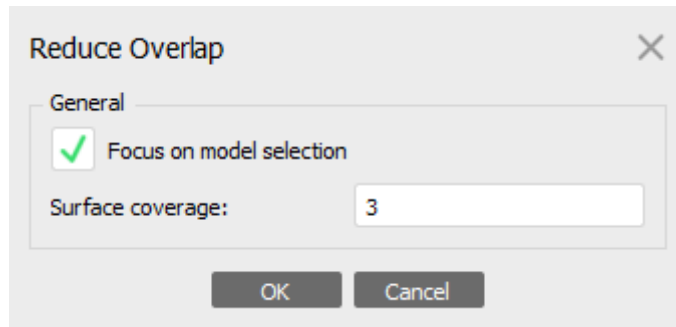 Reduce Overlap
General
Focus on model selection
Surface coverage: 3
OK Cancel